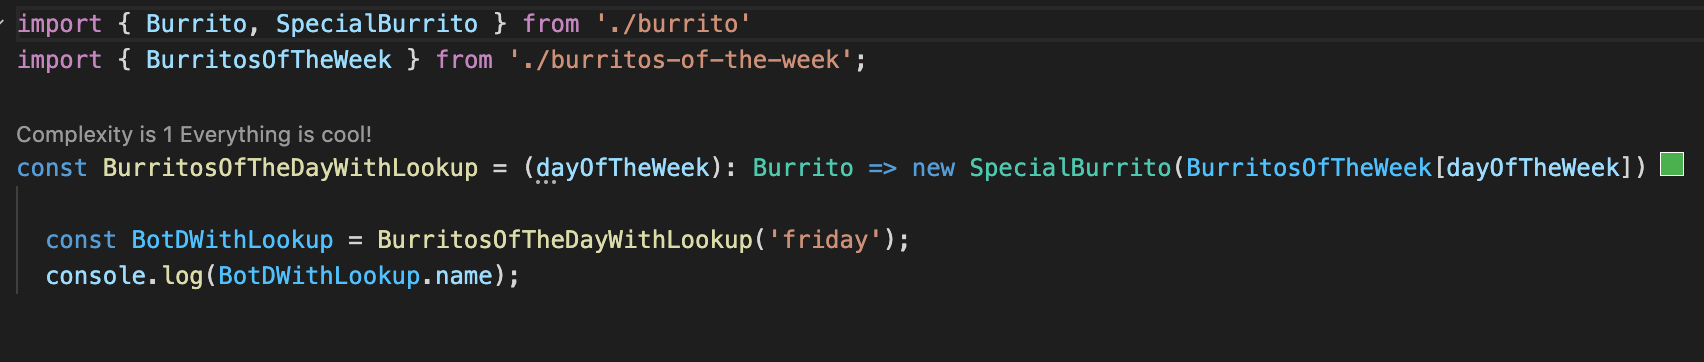 import { Burrito, SpecialBurrito } from './burrito'
import { BurritosOfTheWeek } from './burritos-of-the-week';
Complexity is 1 Everything is cool!
const BurritosOfTheDayWithLookup = (dayOfTheWeek): Burrito => new SpecialBurrito(BurritosOfTheWeek[dayOfTheWeek])
const BotDWithLookup = BurritosOfTheDayWithLookup('friday');
console.log(BotDWithLookup.name);